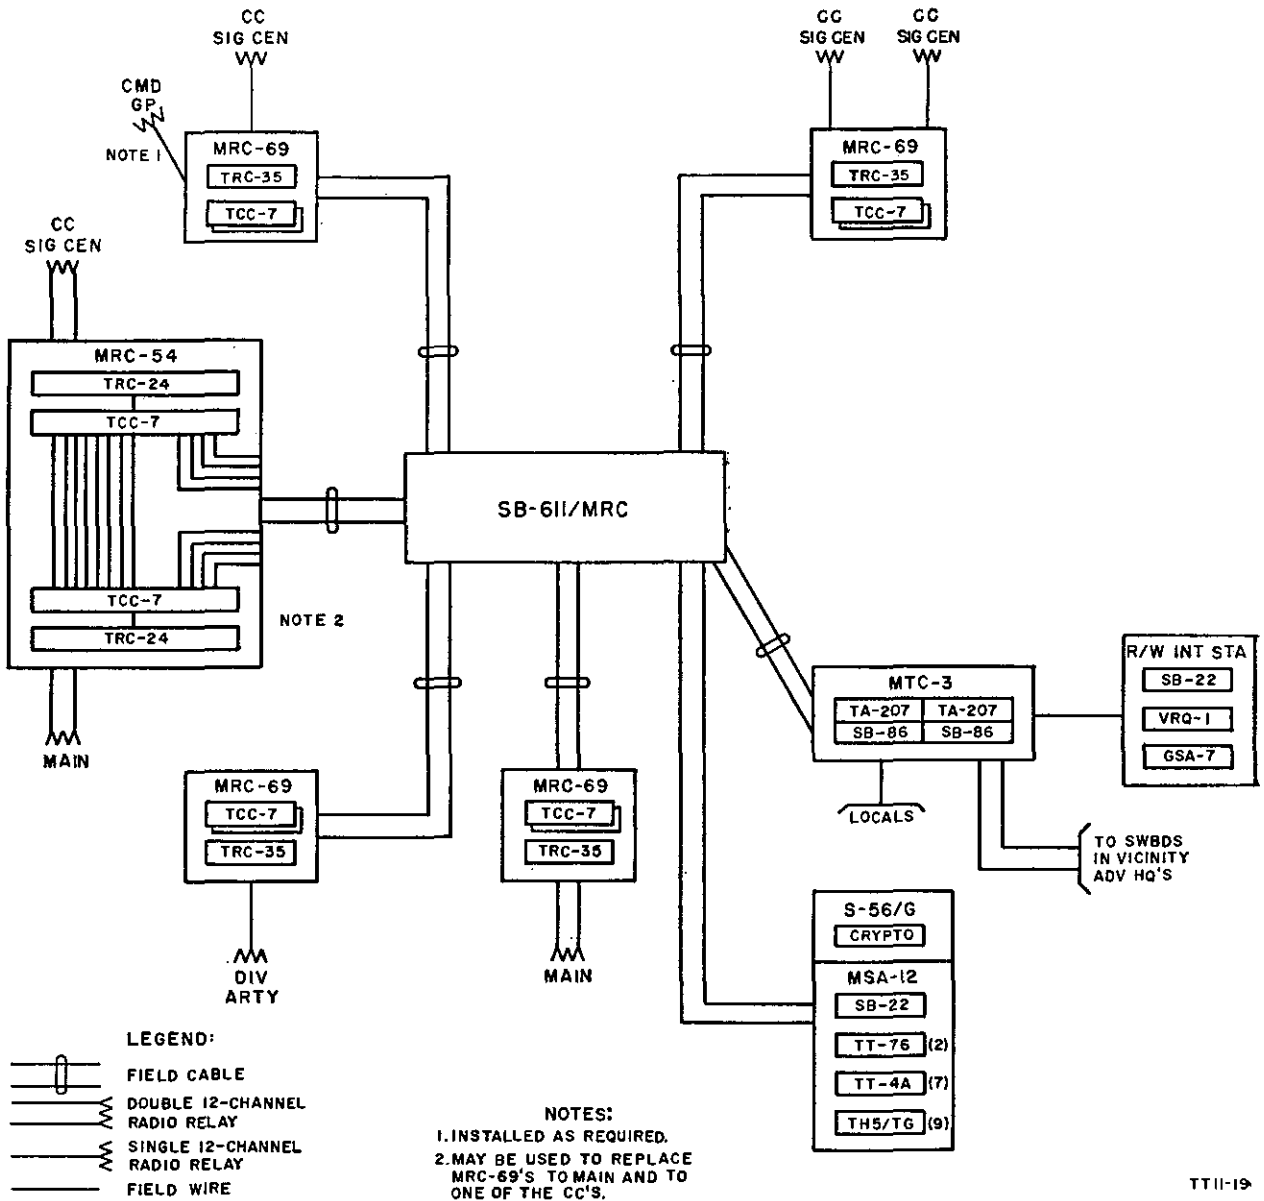 CC
SIG CEN
CMD
GP
NOTE 1
MRC-69
TRC-35
TCC-7
CC
SIG CEN
CC
SIG CEN
MRC-69
TRC-35
TCC-7
CC
SIG CEN
MRC-54
TRC-24
TCC-7
TCC-7
TRC-24
NOTE 2
MAIN
SB-611/MRC
MRC-69
TCC-7
TRC-35
DIV
ARTY
MRC-69
TCC-7
TRC-35
MAIN
MTC-3
TA-207 TA-207
SB-86 SB-86
LOCALS
R/W INT STA
SB-22
VRQ-1
GSA-7
TO SWBDS
IN VICINITY
ADV HQ'S
S-56/G
CRYPTO
MSA-12
SB-22
TT-76 (2)
TT-4A (7)
TH5/TG (9)
LEGEND:
FIELD CABLE
DOUBLE 12-CHANNEL
RADIO RELAY
SINGLE 12-CHANNEL
RADIO RELAY
FIELD WIRE
NOTES:
1. INSTALLED AS REQUIRED.
2. MAY BE USED TO REPLACE
MRC-69'S TO MAIN AND TO
ONE OF THE CC'S.
TT11-19